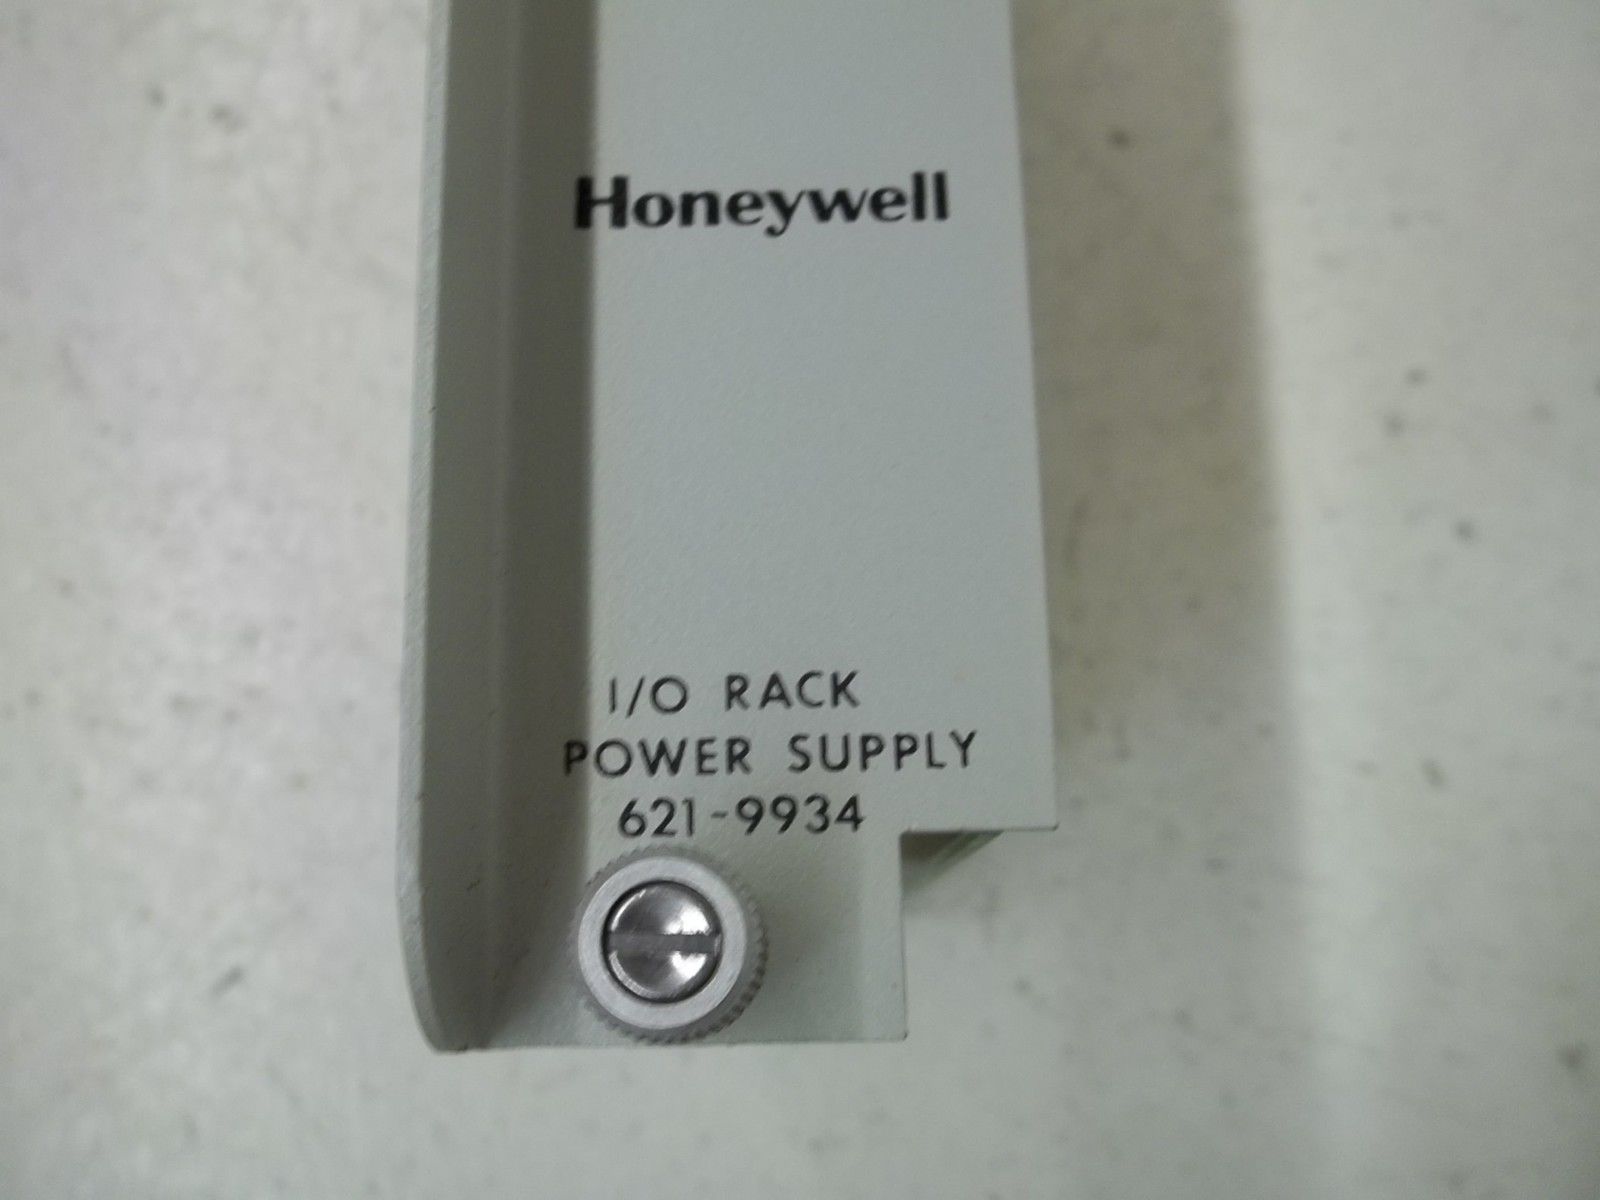 Honeywell
I/O RACK
POWER SUPPLY
621-9934